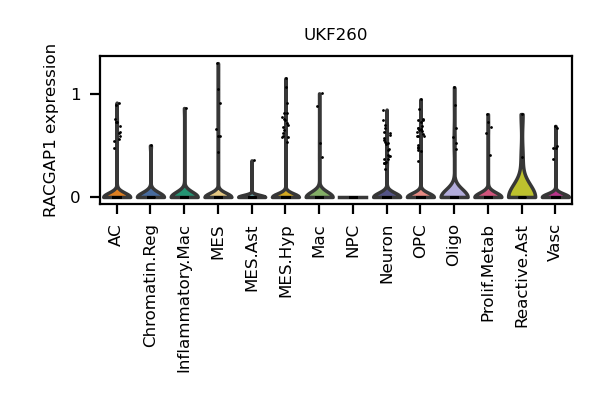 UKF260
RACGAP1 expression
1
0
AC
Chromatin.Reg
Inflammatory.Mac
MES
MES.Ast
MES.Hyp
Mac
NPC
Neuron
OPC
Oligo
Prolif.Metab
Reactive.Ast
Vasc